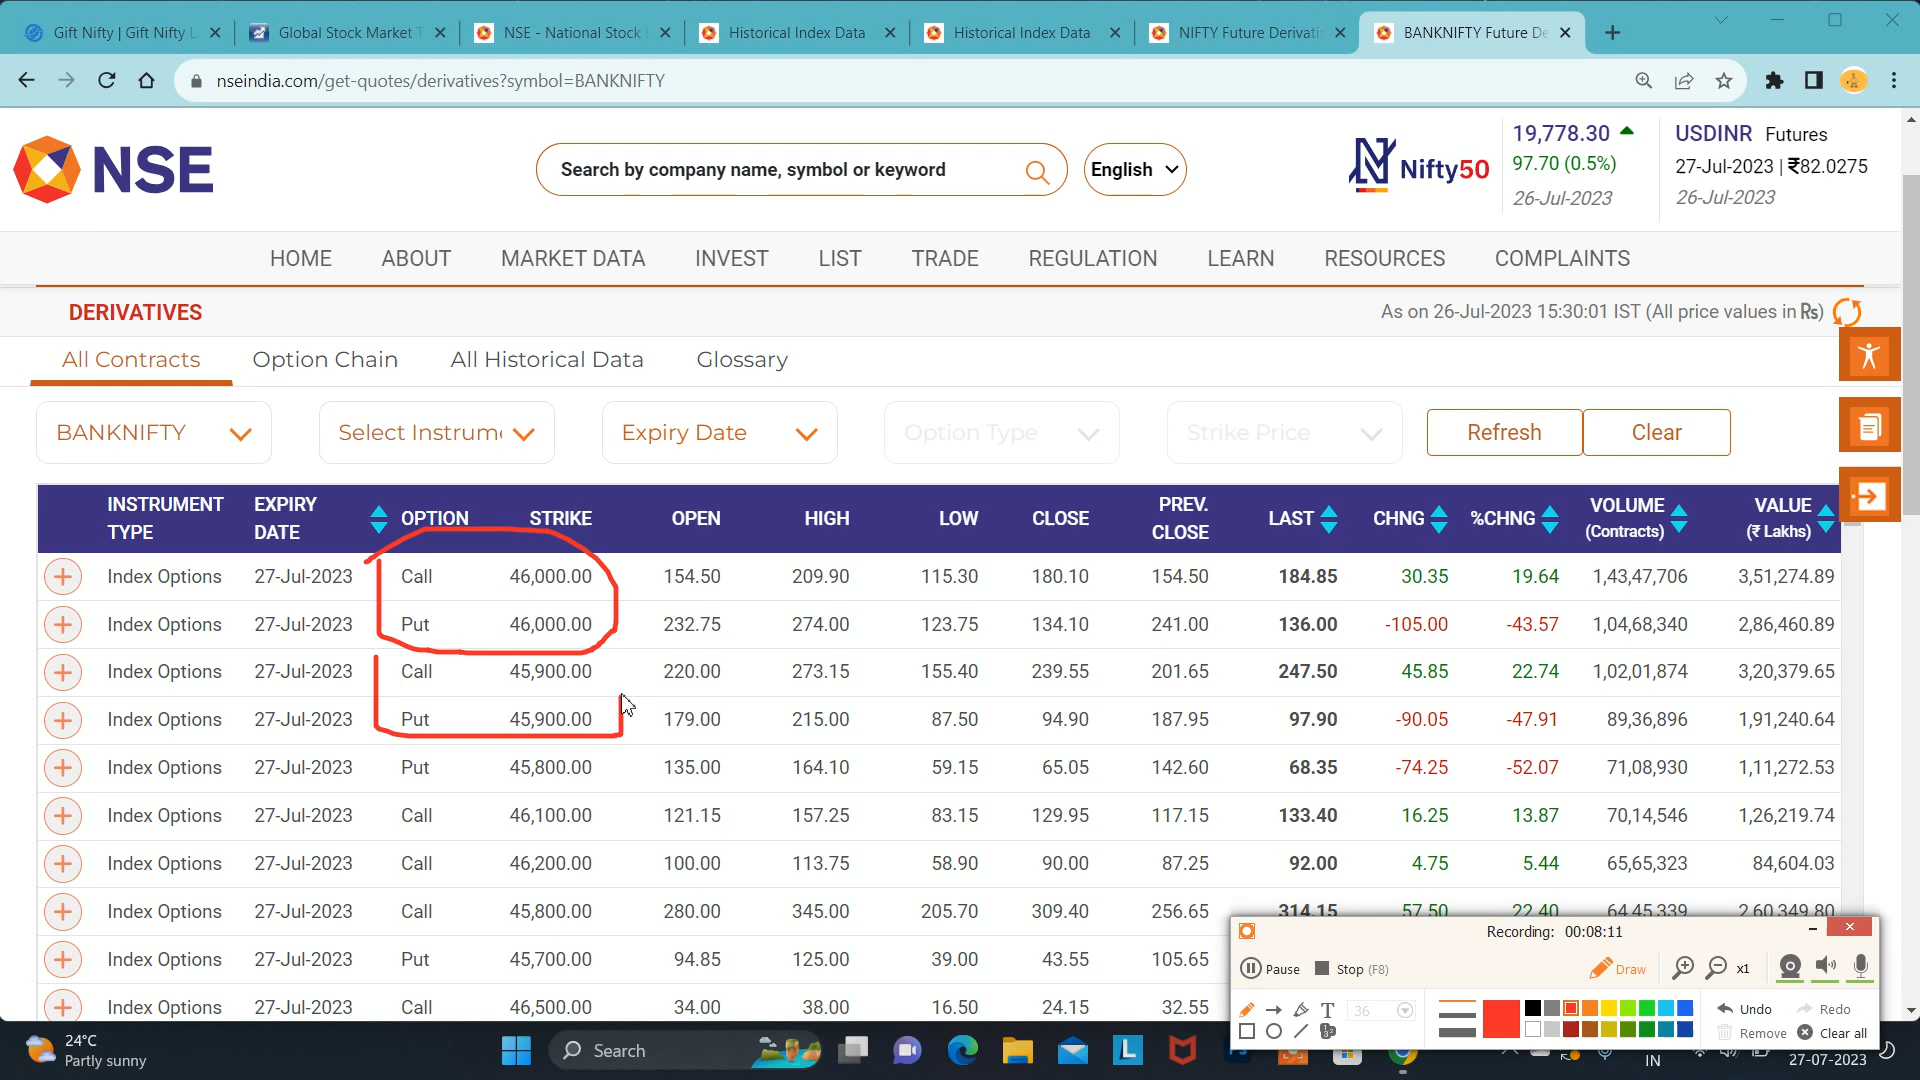 Gift Nifty | Gift Nifty L
Global Stock Market T
NSE - National Stock E
Historical Index Data
Historical Index Data
NIFTY Future Derivativ
BANKNIFTY Future De
nseindia.com/get-quotes/derivatives?symbol=BANKNIFTY
NSE
Search by company name, symbol or keyword
English
Nifty50
19,778.30
97.70 (0.5%)
26-Jul-2023
USDINR Futures
27-Jul-2023 | ₹82.0275
26-Jul-2023
HOME ABOUT MARKET DATA INVEST LIST TRADE REGULATION LEARN RESOURCES COMPLAINTS
DERIVATIVES
As on 26-Jul-2023 15:30:01 IST (All price values in ₨)
All Contracts Option Chain All Historical Data Glossary
BANKNIFTY Select Instrume Expiry Date Option Type Strike Price Refresh Clear
INSTRUMENT TYPE EXPIRY DATE OPTION STRIKE OPEN HIGH LOW CLOSE PREV. CLOSE LAST CHNG %CHNG VOLUME (Contracts) VALUE (₹ Lakhs)
Index Options 27-Jul-2023 Call 46,000.00 154.50 209.90 115.30 180.10 154.50 184.85 30.35 19.64 1,43,47,706 3,51,274.89
Index Options 27-Jul-2023 Put 46,000.00 232.75 274.00 123.75 134.10 241.00 136.00 -105.00 -43.57 1,04,68,340 2,86,460.89
Index Options 27-Jul-2023 Call 45,900.00 220.00 273.15 155.40 239.55 201.65 247.50 45.85 22.74 1,02,01,874 3,20,379.65
Index Options 27-Jul-2023 Put 45,900.00 179.00 215.00 87.50 94.90 187.95 97.90 -90.05 -47.91 89,36,896 1,91,240.64
Index Options 27-Jul-2023 Put 45,800.00 135.00 164.10 59.15 65.05 142.60 68.35 -74.25 -52.07 71,08,930 1,11,272.53
Index Options 27-Jul-2023 Call 46,100.00 121.15 157.25 83.15 129.95 117.15 133.40 16.25 13.87 70,14,546 1,26,219.74
Index Options 27-Jul-2023 Call 46,200.00 100.00 113.75 58.90 90.00 87.25 92.00 4.75 5.44 65,65,323 84,604.03
Index Options 27-Jul-2023 Call 45,800.00 280.00 345.00 205.70 309.40 256.65 314.15 57.50 22.40 64,45,339 2,60,349.80
Index Options 27-Jul-2023 Put 45,700.00 94.85 125.00 39.00 43.55 105.65
Index Options 27-Jul-2023 Call 46,500.00 34.00 38.00 16.50 24.15 32.55
Recording: 00:08:11
Pause Stop (F8) Draw x1
T 36 Undo Redo
Remove Clear all
24°C
Partly sunny
Search
IN
27-07-2023